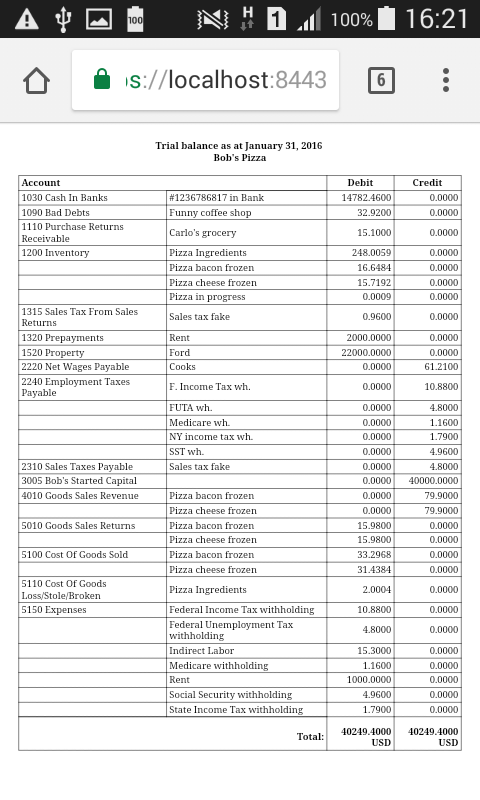 100 H 1 100% 16:21
s://localhost:8443 6
Trial balance as at January 31, 2016
Bob's Pizza
Account Debit Credit
1030 Cash In Banks #1236786817 in Bank 14782.4600 0.0000
1090 Bad Debts Funny coffee shop 32.9200 0.0000
1110 Purchase Returns
Receivable Carlo's grocery 15.1000 0.0000
1200 Inventory Pizza Ingredients 248.0059 0.0000
Pizza bacon frozen 16.6484 0.0000
Pizza cheese frozen 15.7192 0.0000
Pizza in progress 0.0009 0.0000
1315 Sales Tax From Sales
Returns Sales tax fake 0.9600 0.0000
1320 Prepayments Rent 2000.0000 0.0000
1520 Property Ford 22000.0000 0.0000
2220 Net Wages Payable Cooks 0.0000 61.2100
2240 Employment Taxes
Payable F. Income Tax wh. 0.0000 10.8800
FUTA wh. 0.0000 4.8000
Medicare wh. 0.0000 1.1600
NY income tax wh. 0.0000 1.7900
SST wh. 0.0000 4.9600
2310 Sales Taxes Payable Sales tax fake 0.0000 4.8000
3005 Bob's Started Capital 0.0000 40000.0000
4010 Goods Sales Revenue Pizza bacon frozen 0.0000 79.9000
Pizza cheese frozen 0.0000 79.9000
5010 Goods Sales Returns Pizza bacon frozen 15.9800 0.0000
Pizza cheese frozen 15.9800 0.0000
5100 Cost Of Goods Sold Pizza bacon frozen 33.2968 0.0000
Pizza cheese frozen 31.4384 0.0000
5110 Cost Of Goods
Loss/Stole/Broken Pizza Ingredients 2.0004 0.0000
5150 Expenses Federal Income Tax withholding 10.8800 0.0000
Federal Unemployment Tax
withholding 4.8000 0.0000
Indirect Labor 15.3000 0.0000
Medicare withholding 1.1600 0.0000
Rent 1000.0000 0.0000
Social Security withholding 4.9600 0.0000
State Income Tax withholding 1.7900 0.0000
Total: 40249.4000 40249.4000
USD USD